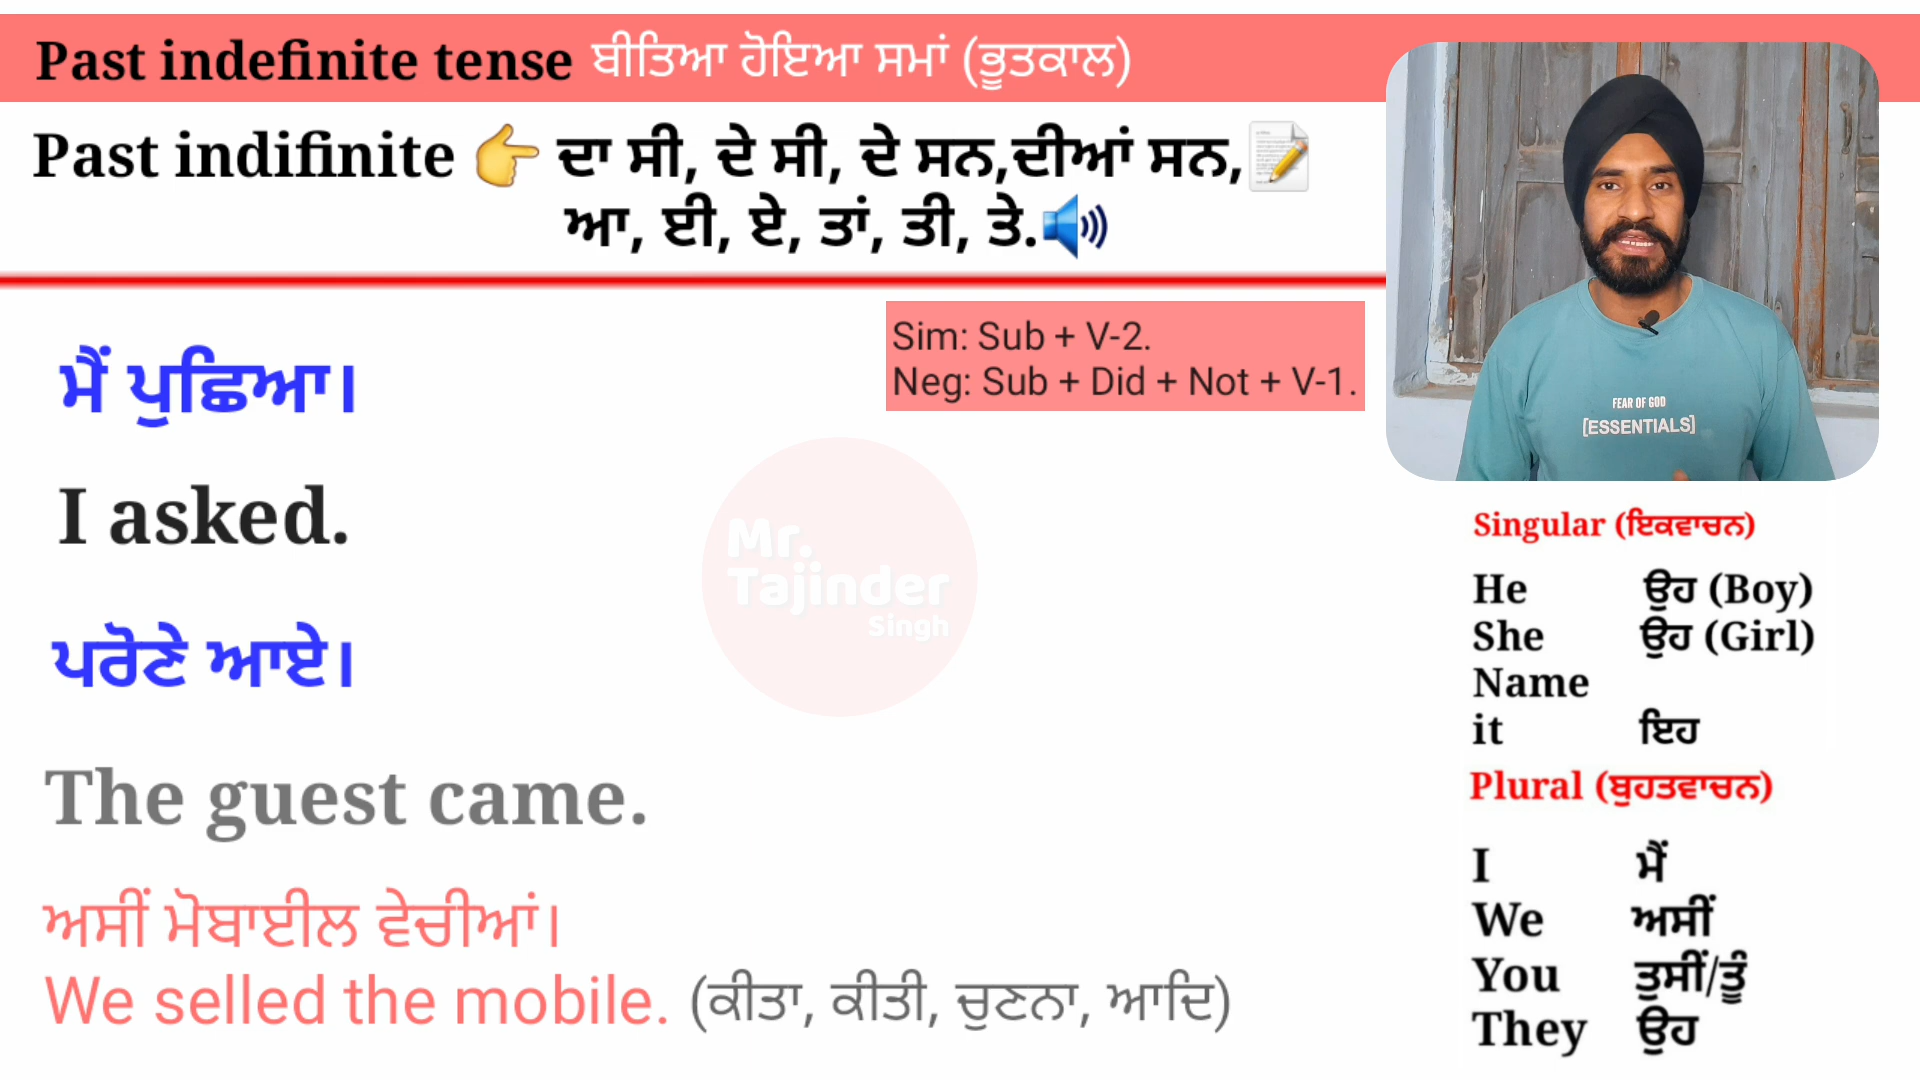 Past indefinite tense ਬੀਤਿਆ ਹੋਇਆ ਸਮਾਂ (ਭੂਤਕਾਲ)
Past indifinite 👉 ਦਾ ਸੀ, ਦੇ ਸੀ, ਦੇ ਸਨ,ਦੀਆਂ ਸਨ,📝
ਆ, ਈ, ਏ, ਤਾਂ, ਤੀ, ਤੇ.🔊
Sim: Sub + V-2.
Neg: Sub + Did + Not + V-1.
ਮੈਂ ਪੁਛਿਆ।
I asked.
ਪਰੋਣੇ ਆਏ।
The guest came.
ਅਸੀਂ ਮੋਬਾਈਲ ਵੇਚੀਆਂ।
We selled the mobile. (ਕੀਤਾ, ਕੀਤੀ, ਚੁਣਨਾ, ਆਦਿ)
Mr.
Tajinder
Singh
FEAR OF GOD
[ESSENTIALS]
Singular (ਇਕਵਾਚਨ)
He ਉਹ (Boy)
She ਉਹ (Girl)
Name
it ਇਹ
Plural (ਬੁਹਤਵਾਚਨ)
I ਮੈਂ
We ਅਸੀਂ
You ਤੁਸੀਂ/ਤੂੰ
They ਉਹ